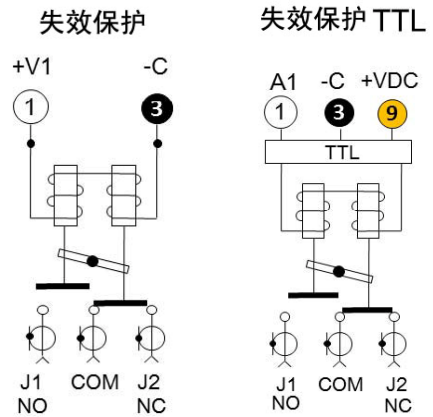 失效保护
+V1 -C
1 3
J1 COM J2
NO NC
失效保护 TTL
A1 -C +VDC
1 3 9
TTL
J1 COM J2
NO NC